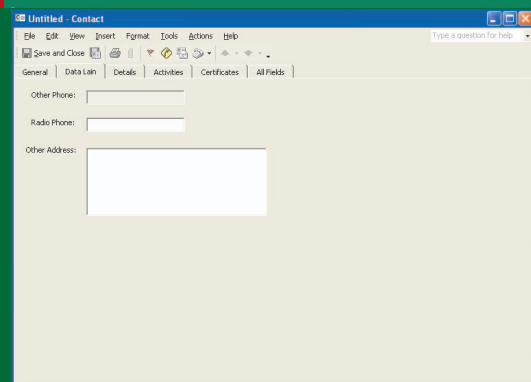 Untitled - Contact
File Edit View Insert Format Tools Actions Help
Type a question for help
Save and Close
General Data Lain Details Activities Certificates All Fields
Other Phone:
Radio Phone:
Other Address: